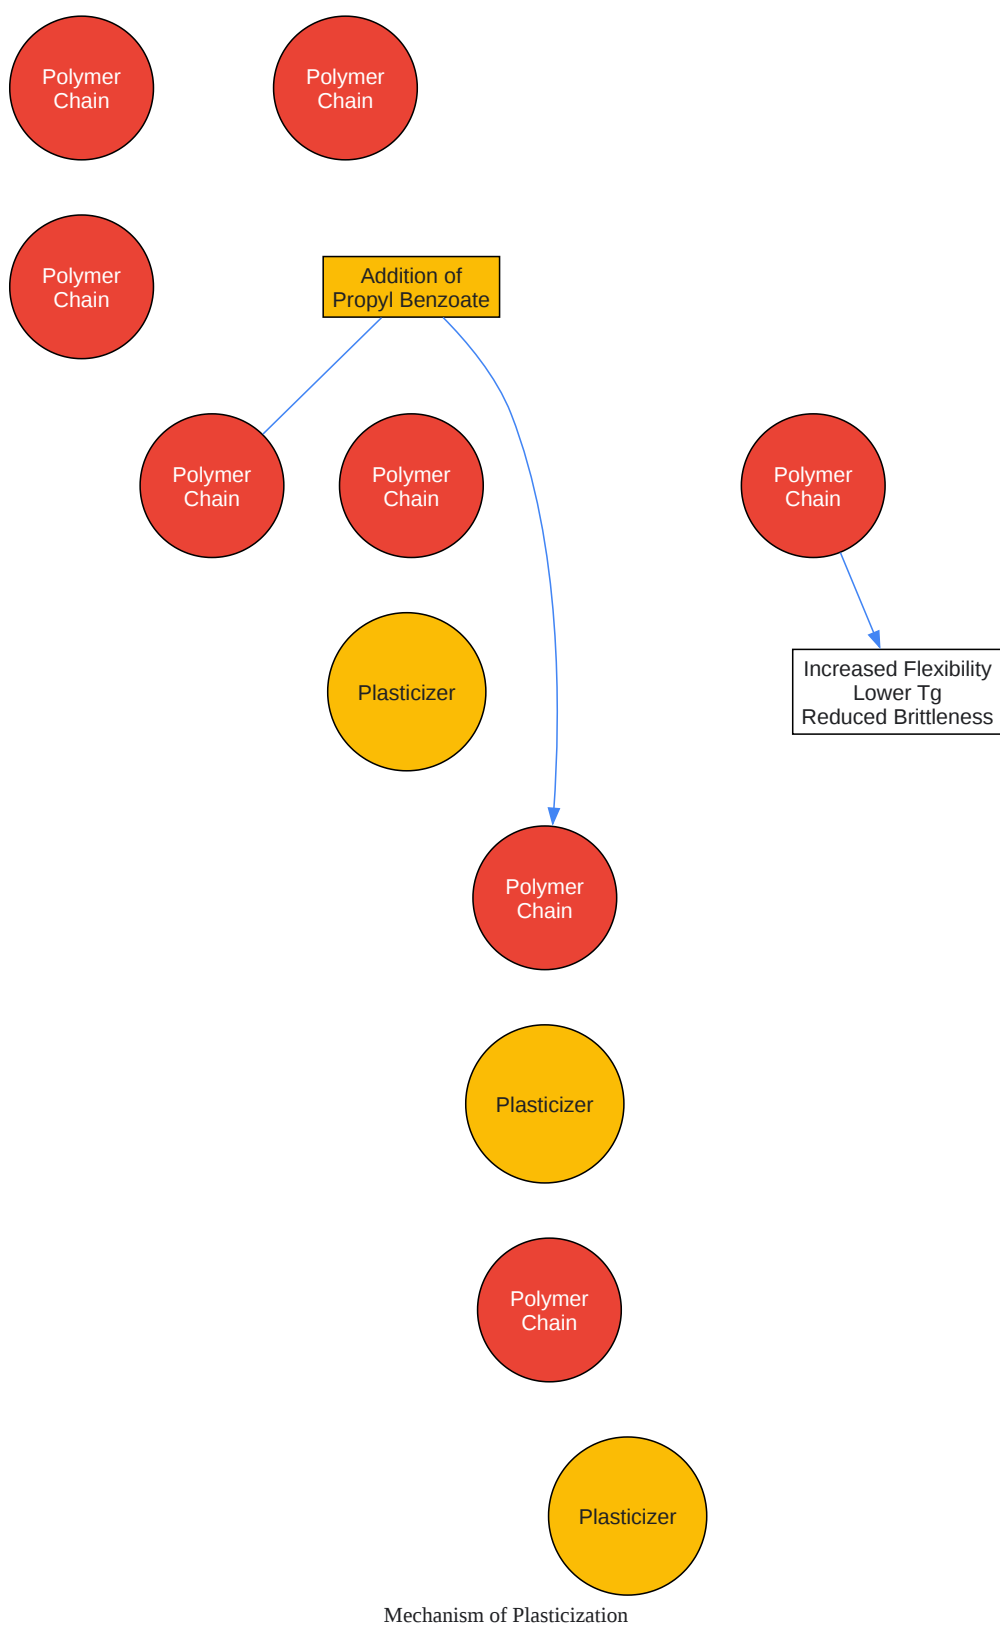 Polymer
Chain
Polymer
Chain
Polymer
Chain
Addition of
Propyl Benzoate
Polymer
Chain
Polymer
Chain
Polymer
Chain
Plasticizer
Increased Flexibility
Lower Tg
Reduced Brittleness
Polymer
Chain
Plasticizer
Polymer
Chain
Plasticizer
Mechanism of Plasticization